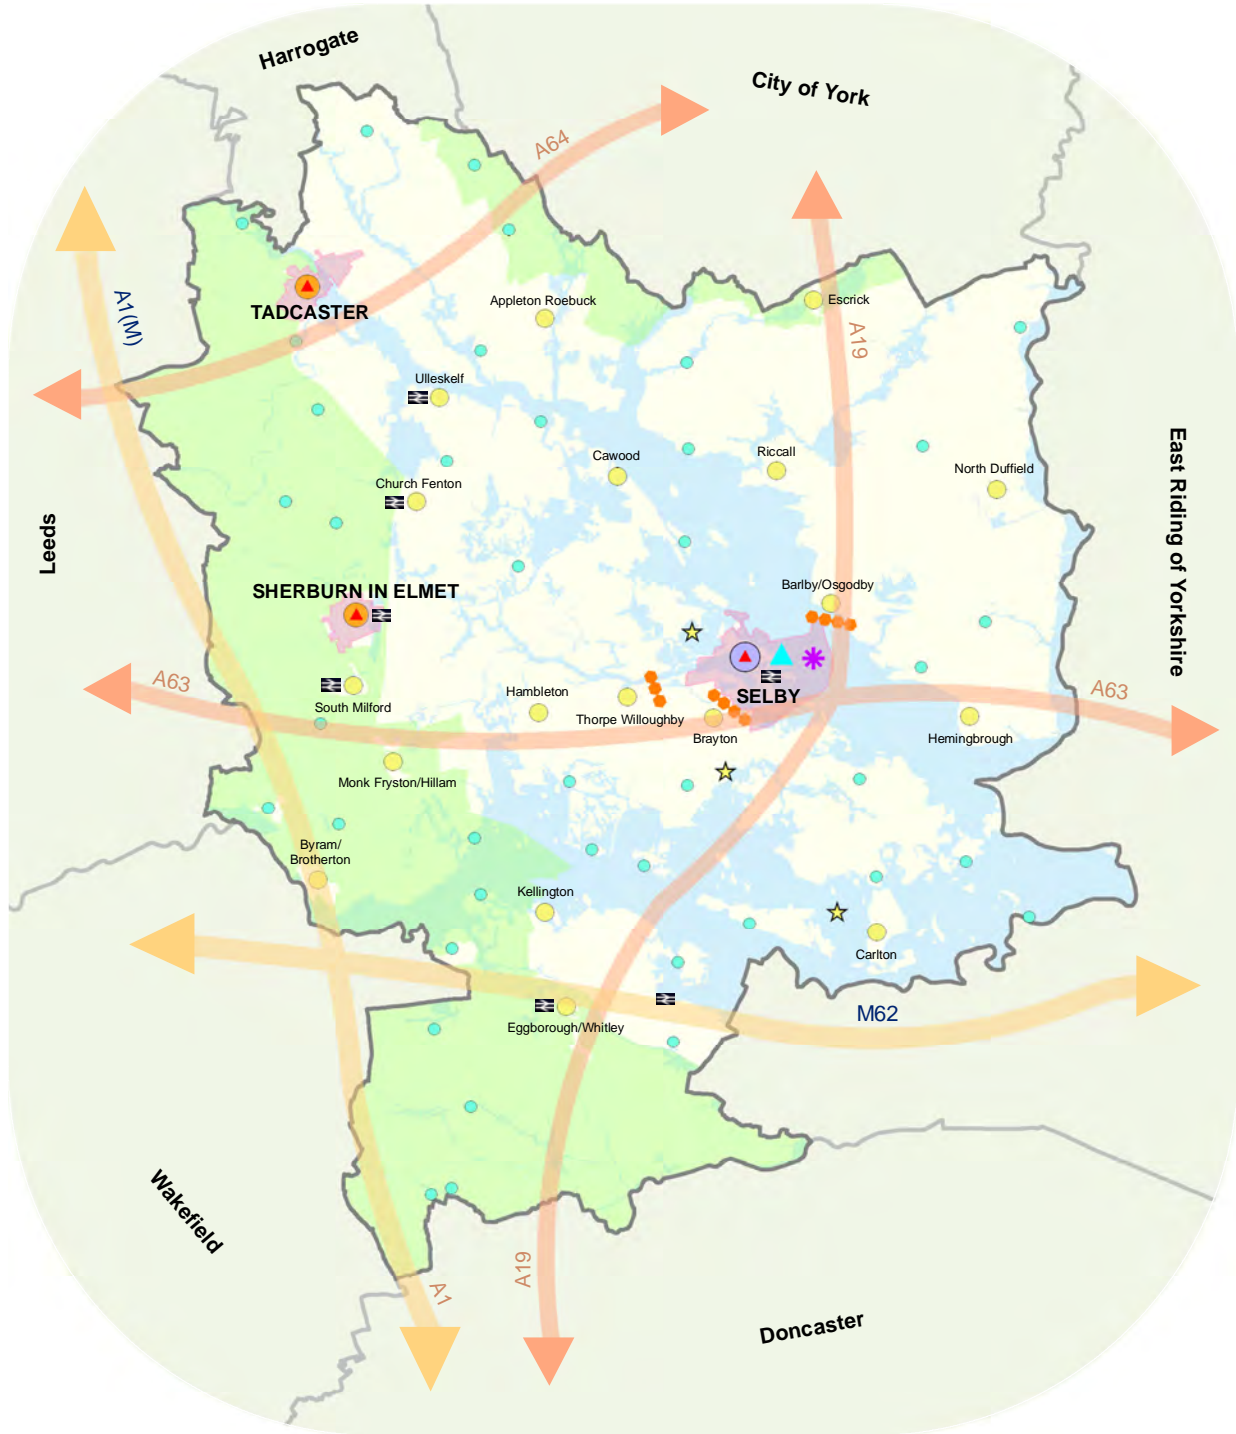 Harrogate
City of York
A64
A1(M)
TADCASTER
Appleton Roebuck
Escrick
A19
Ulleskelf
Cawood
Riccall
North Duffield
East Riding of Yorkshire
Church Fenton
Leeds
SHERBURN IN ELMET
Barlby/Osgodby
A63
South Milford
Hambleton
Thorpe Willoughby
SELBY
Brayton
A63
Hemingbrough
Monk Fryston/Hillam
Byram/
Brotherton
Kellington
Carlton
Eggborough/Whitley
M62
Wakefield
A19
A1
Doncaster